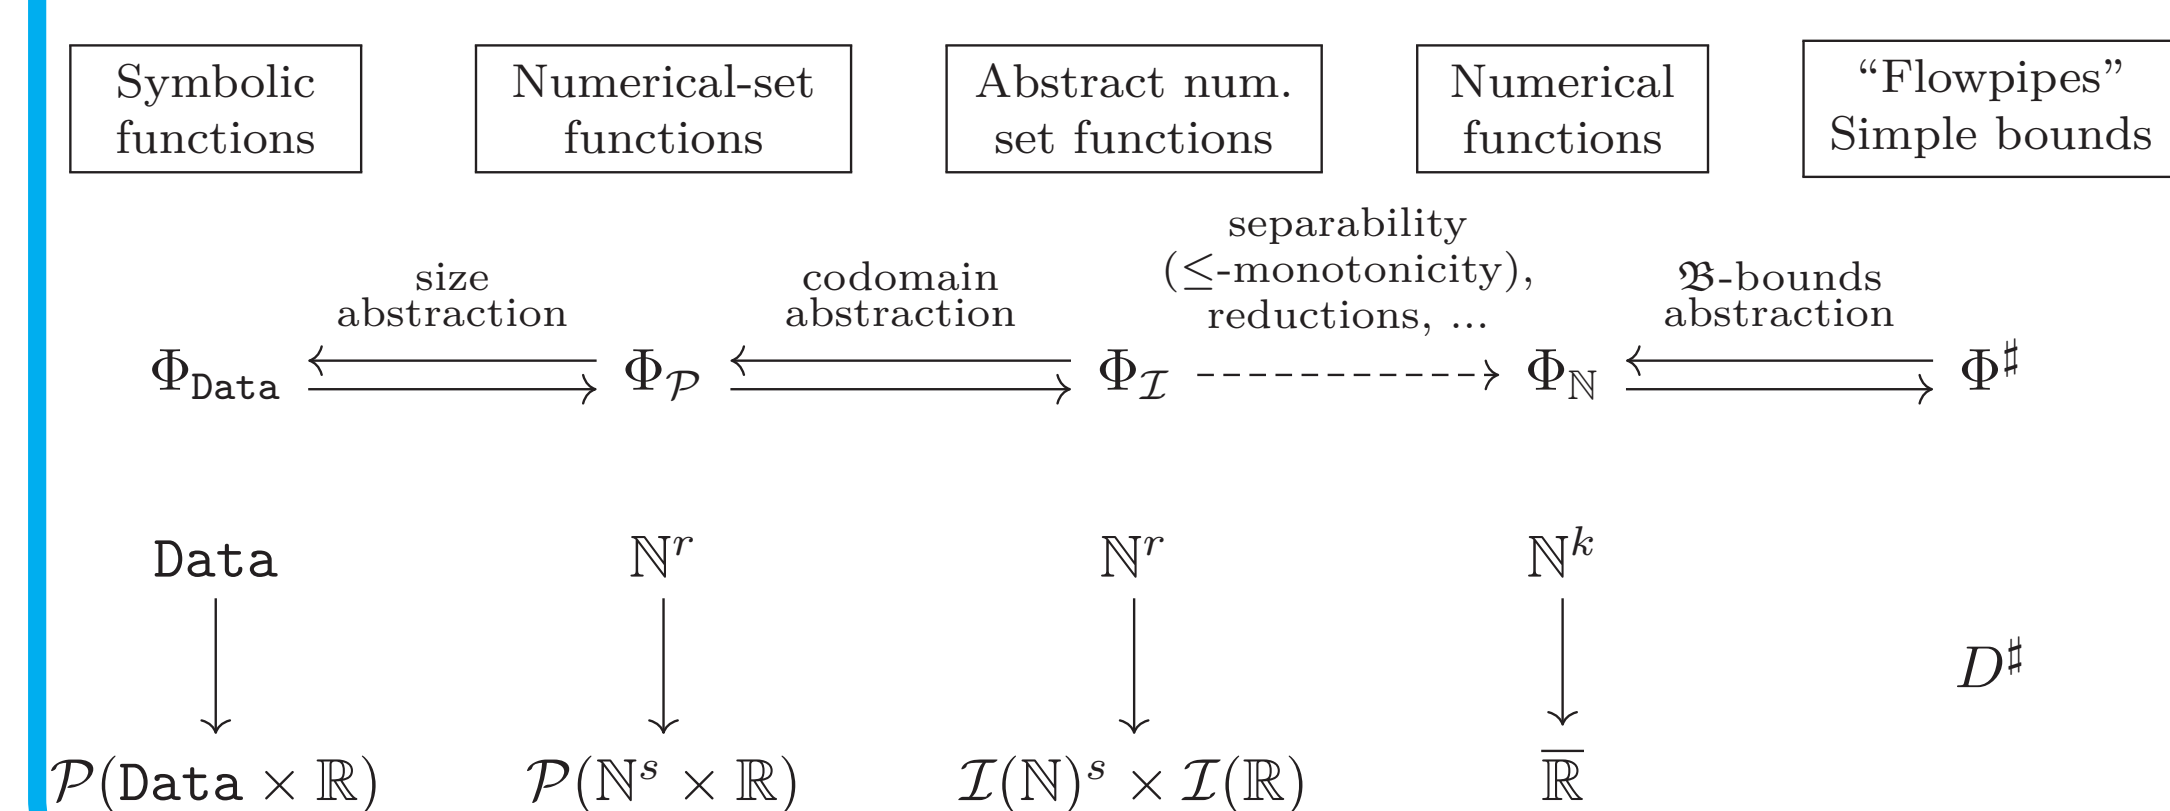 Symbolic
functions
Numerical-set
functions
Abstract num.
set functions
Numerical
functions
“Flowpipes”
Simple bounds
size
abstraction
codomain
abstraction
separability
(≤-monotonicity),
reductions, ...
𝔅-bounds
abstraction
Φ_Data
Φ_𝒫
Φ_ℐ
Φ_ℕ
Φ^♯
Data
ℕ^r
ℕ^r
ℕ^k
D^♯
𝒫(Data × ℝ)
𝒫(ℕ^s × ℝ)
ℐ(ℕ)^s × ℐ(ℝ)
ℝ̅